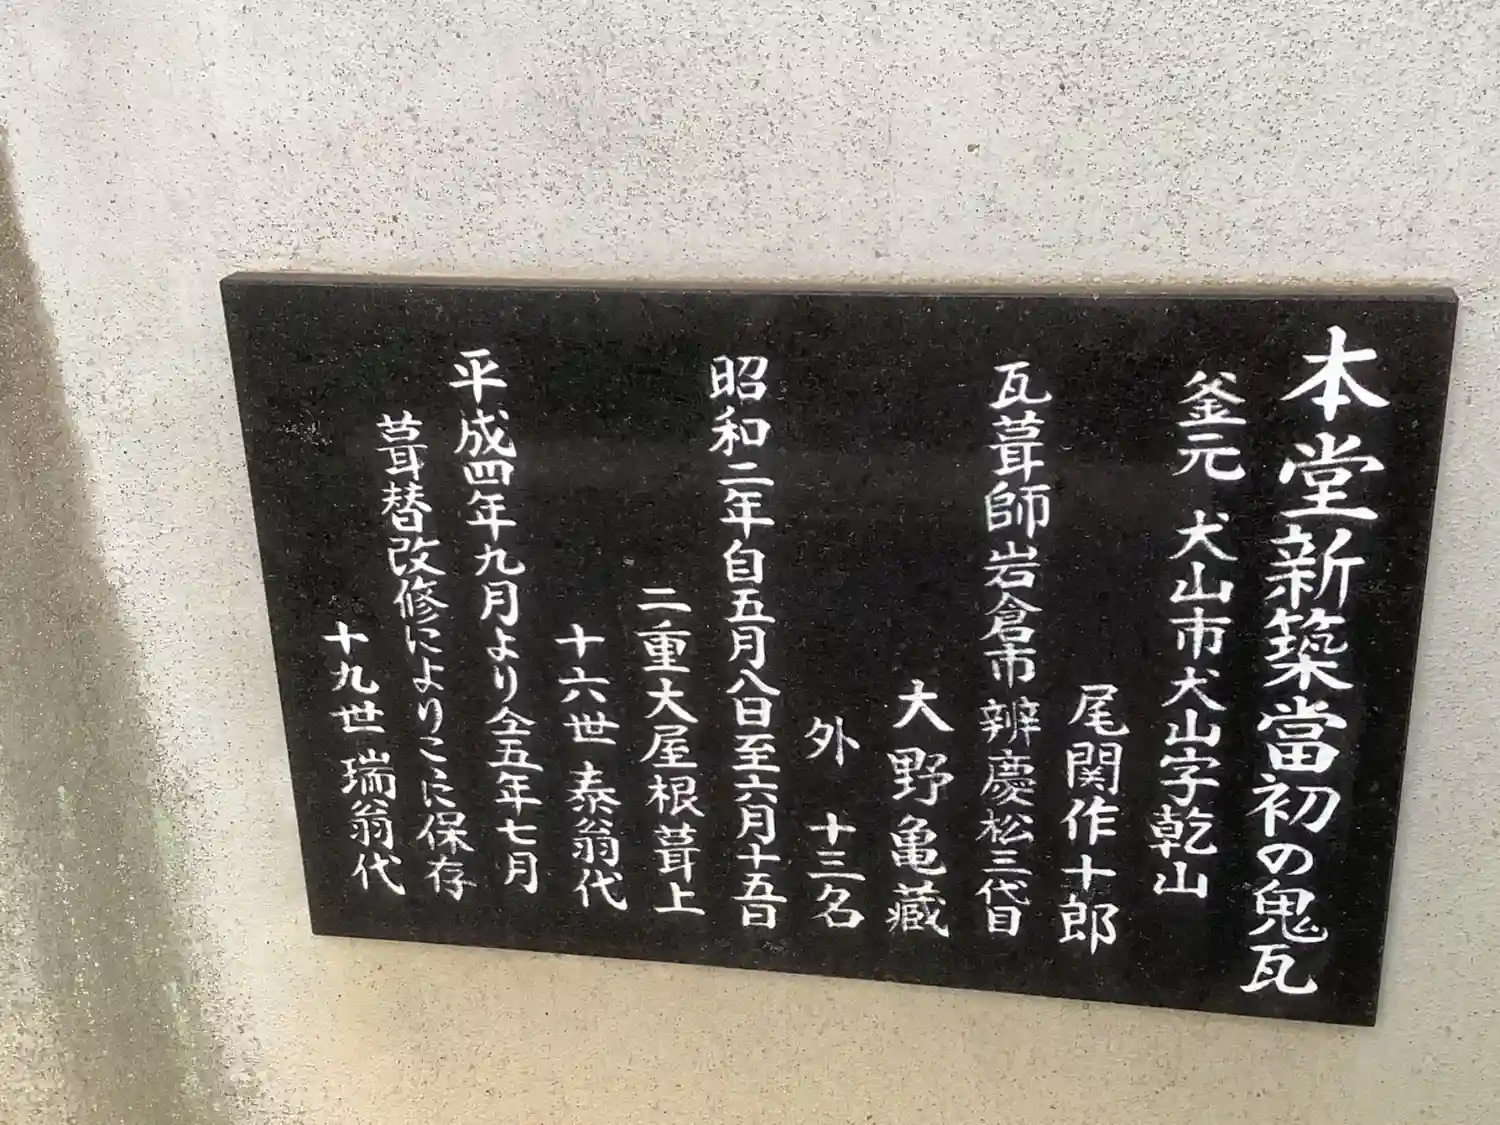 本堂新築當初の鬼瓦
釜元 犬山市犬山字乾山
尾関作十郎
瓦葺師岩倉市辨慶松三代目
大野亀蔵
外 十三名
昭和二年自五月八日至六月十五日
二重大屋根葺上
十六世 泰翁代
平成四年九月より仝五年七月
葺替改修によりこに保存
十九世 瑞翁代